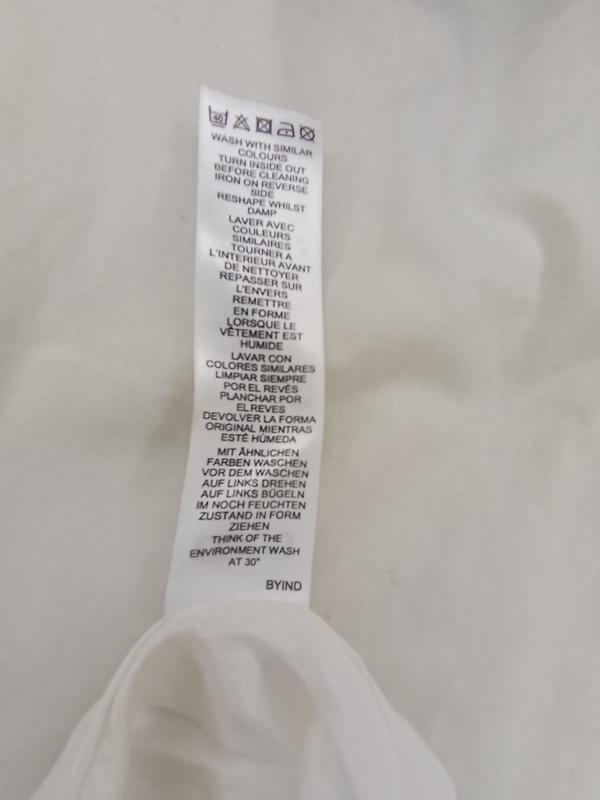 40
WASH WITH SIMILAR
COLOURS
TURN INSIDE OUT
BEFORE CLEANING
IRON ON REVERSE
SIDE
RESHAPE WHILST
DAMP
LAVER AVEC
COULEURS
SIMILAIRES
TOURNER A
L'INTERIEUR AVANT
DE NETTOYER
REPASSER SUR
L'ENVERS
REMETTRE
EN FORME
LORSQUE LE
VÊTEMENT EST
HUMIDE
LAVAR CON
COLORES SIMILARES
LIMPIAR SIEMPRE
POR EL REVÉS
PLANCHAR POR
EL REVES
DEVOLVER LA FORMA
ORIGINAL MIENTRAS
ESTÉ HÚMEDA
MIT ÄHNLICHEN
FARBEN WASCHEN
VOR DEM WASCHEN
AUF LINKS DREHEN
AUF LINKS BÜGELN
IM NOCH FEUCHTEN
ZUSTAND IN FORM
ZIEHEN
THINK OF THE
ENVIRONMENT WASH
AT 30°
BYIND